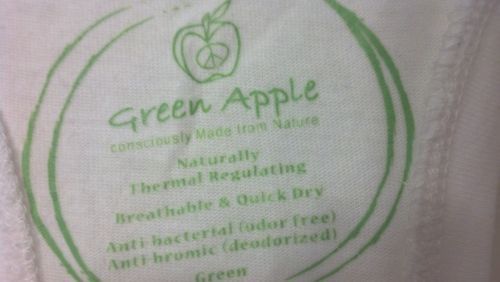 Green Apple
consciously Made from Nature
Naturally
Thermal Regulating
Breathable & Quick Dry
Anti-bacterial (odor free)
Anti-bromic (deodorized)
Green